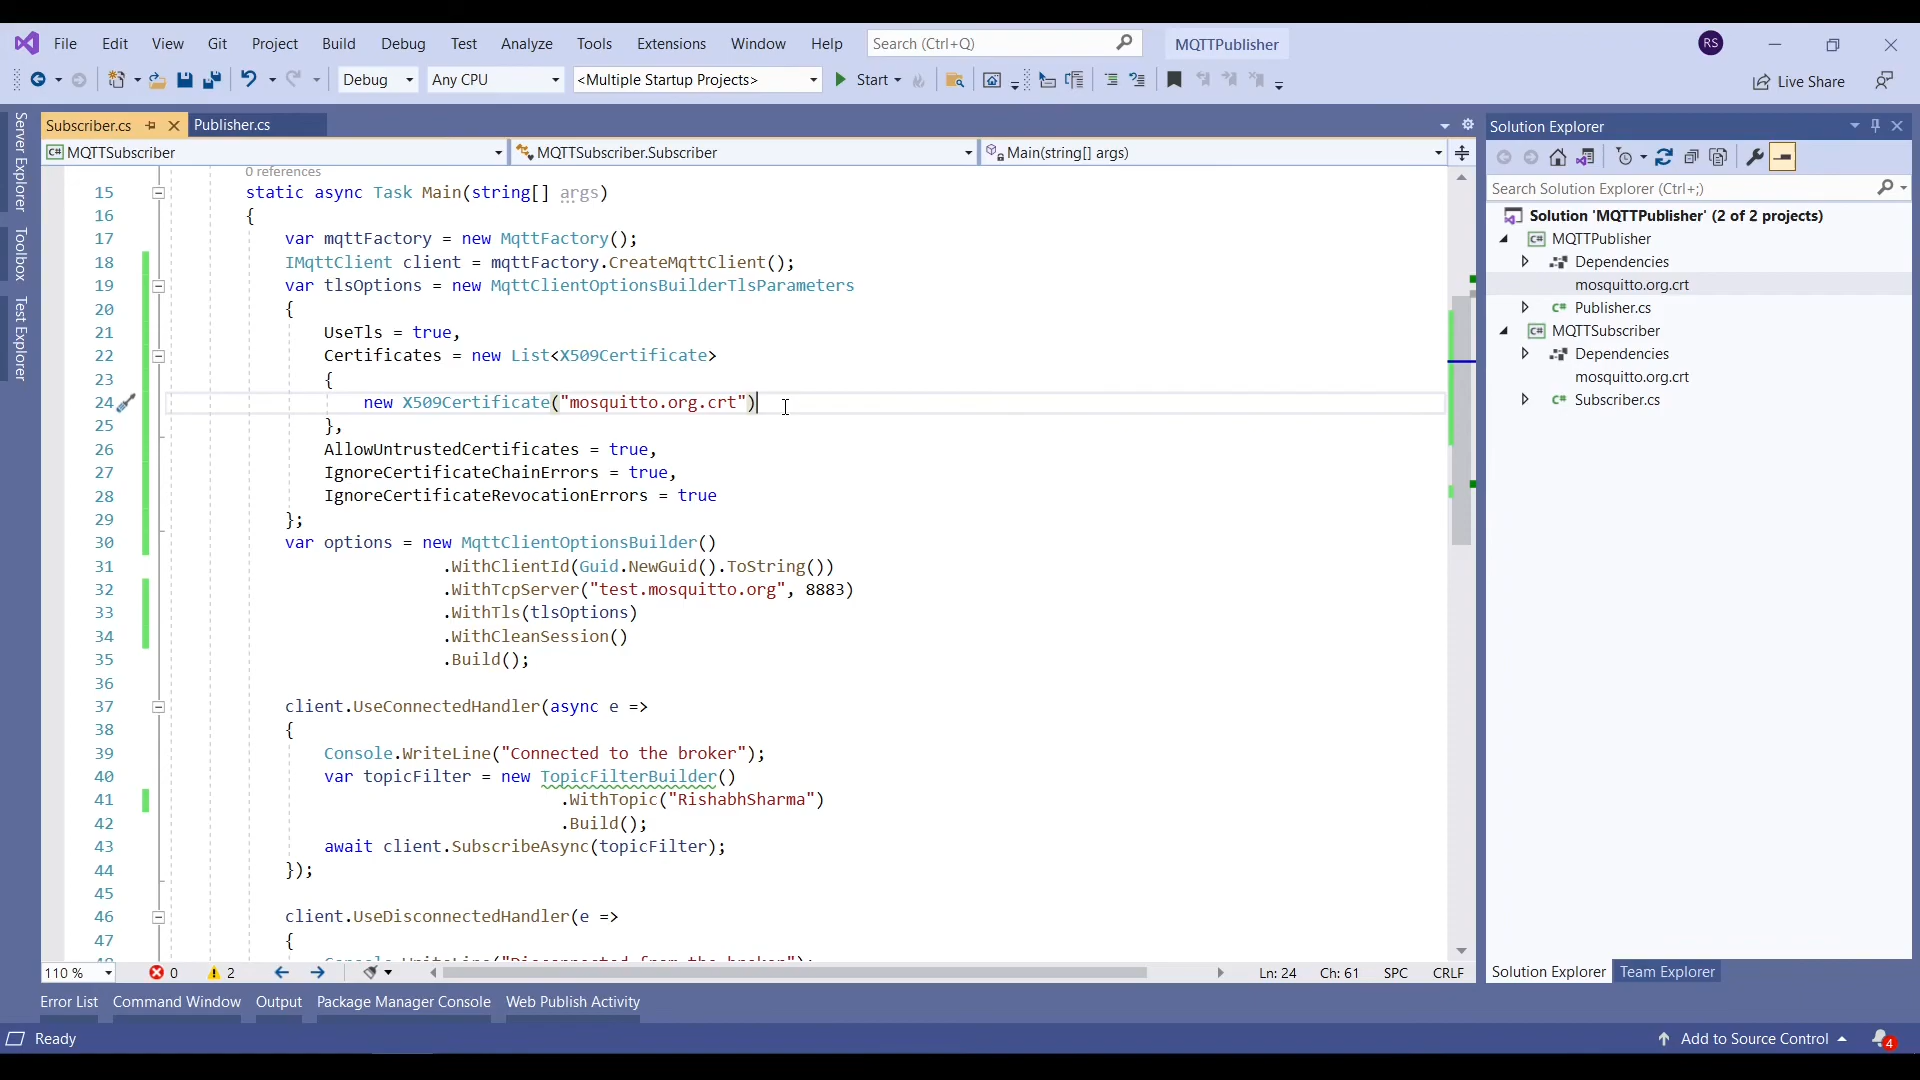 File Edit View Git Project Build Debug Test Analyze Tools Extensions Window Help Search (Ctrl+Q) MQTTPublisher RS
Debug Any CPU <Multiple Startup Projects> Start Live Share
Server Explorer
Toolbox
Test Explorer
Subscriber.cs Publisher.cs
C# MQTTSubscriber MQTTSubscriber.Subscriber Main(string[] args)
0 references
15 static async Task Main(string[] args)
16 {
17 var mqttFactory = new MqttFactory();
18 IMqttClient client = mqttFactory.CreateMqttClient();
19 var tlsOptions = new MqttClientOptionsBuilderTlsParameters
20 {
21 UseTls = true,
22 Certificates = new List<X509Certificate>
23 {
24 new X509Certificate("mosquitto.org.crt")
25 },
26 AllowUntrustedCertificates = true,
27 IgnoreCertificateChainErrors = true,
28 IgnoreCertificateRevocationErrors = true
29 };
30 var options = new MqttClientOptionsBuilder()
31 .WithClientId(Guid.NewGuid().ToString())
32 .WithTcpServer("test.mosquitto.org", 8883)
33 .WithTls(tlsOptions)
34 .WithCleanSession()
35 .Build();
36
37 client.UseConnectedHandler(async e =>
38 {
39 Console.WriteLine("Connected to the broker");
40 var topicFilter = new TopicFilterBuilder()
41 .WithTopic("RishabhSharma")
42 .Build();
43 await client.SubscribeAsync(topicFilter);
44 });
45
46 client.UseDisconnectedHandler(e =>
47 {
48 Console.WriteLine("Disconnected from the broker");
110 % 0 2 Ln: 24 Ch: 61 SPC CRLF
Solution Explorer
Search Solution Explorer (Ctrl+;)
Solution 'MQTTPublisher' (2 of 2 projects)
C# MQTTPublisher
Dependencies
mosquitto.org.crt
C# Publisher.cs
C# MQTTSubscriber
Dependencies
mosquitto.org.crt
C# Subscriber.cs
Solution Explorer Team Explorer
Error List Command Window Output Package Manager Console Web Publish Activity
Ready Add to Source Control 4